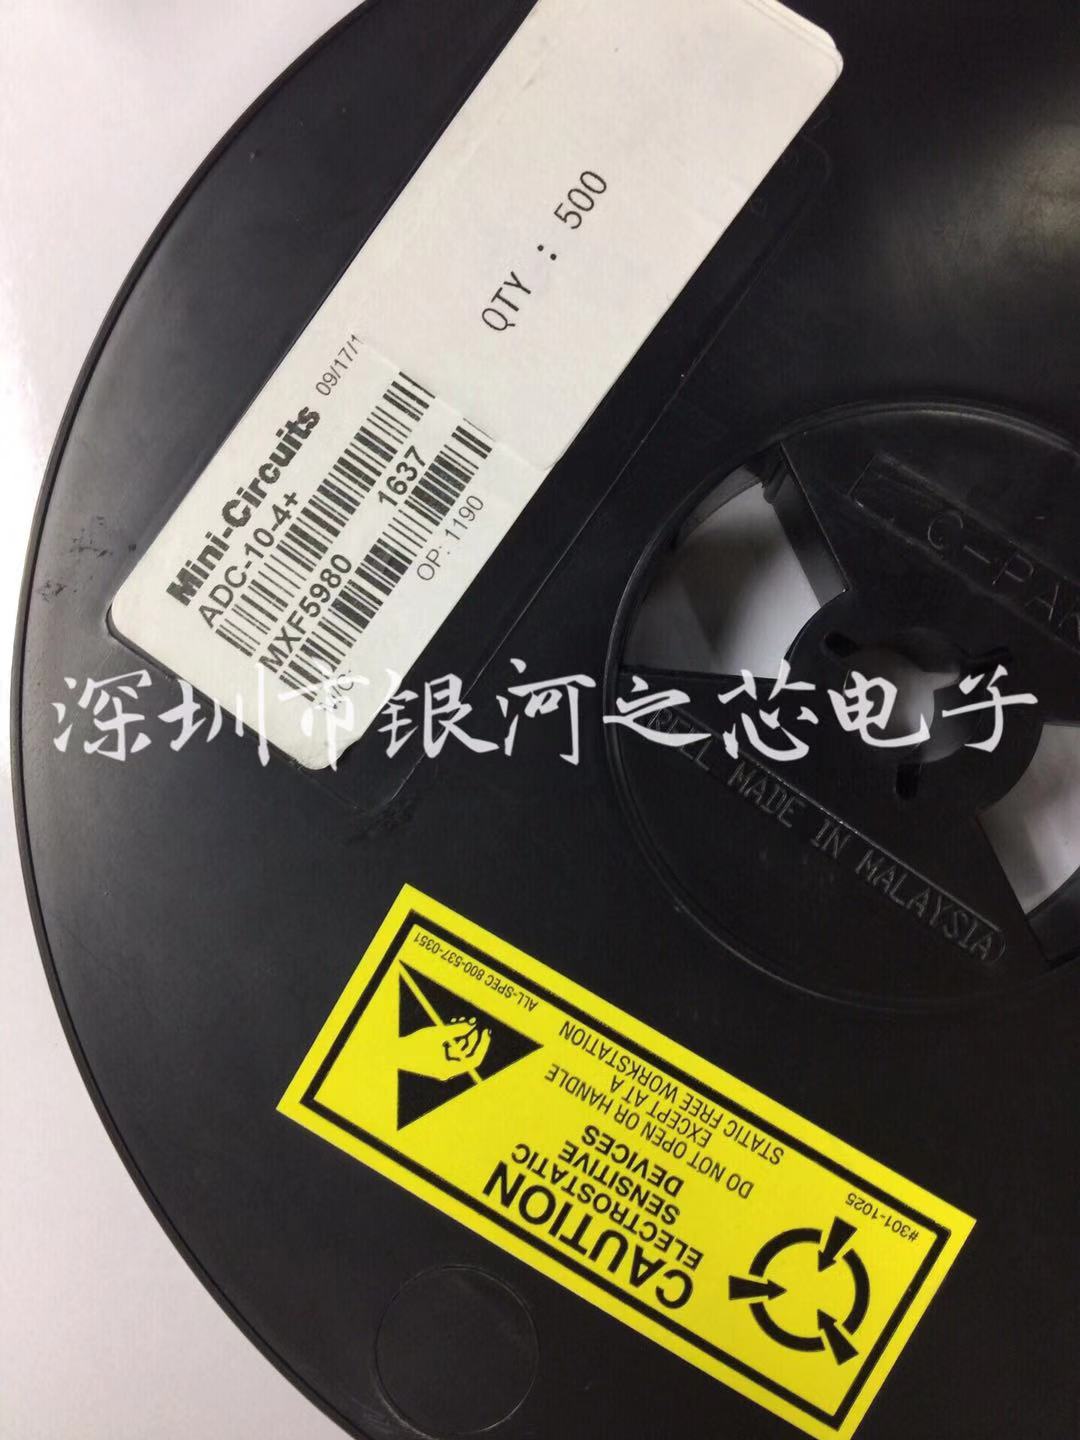 QTY : 500
Mini-Circuits 09/17/1
ADC-10-4+
MXF5980 1637
OP: 1190
C-PAK
REEL MADE IN MALAYSIA
深圳市银河之芯电子
ALL-SPEC 800-537-0351
CAUTION
ELECTROSTATIC
SENSITIVE
DEVICES
DO NOT OPEN OR HANDLE
EXCEPT AT A
STATIC FREE WORKSTATION
#301-1025